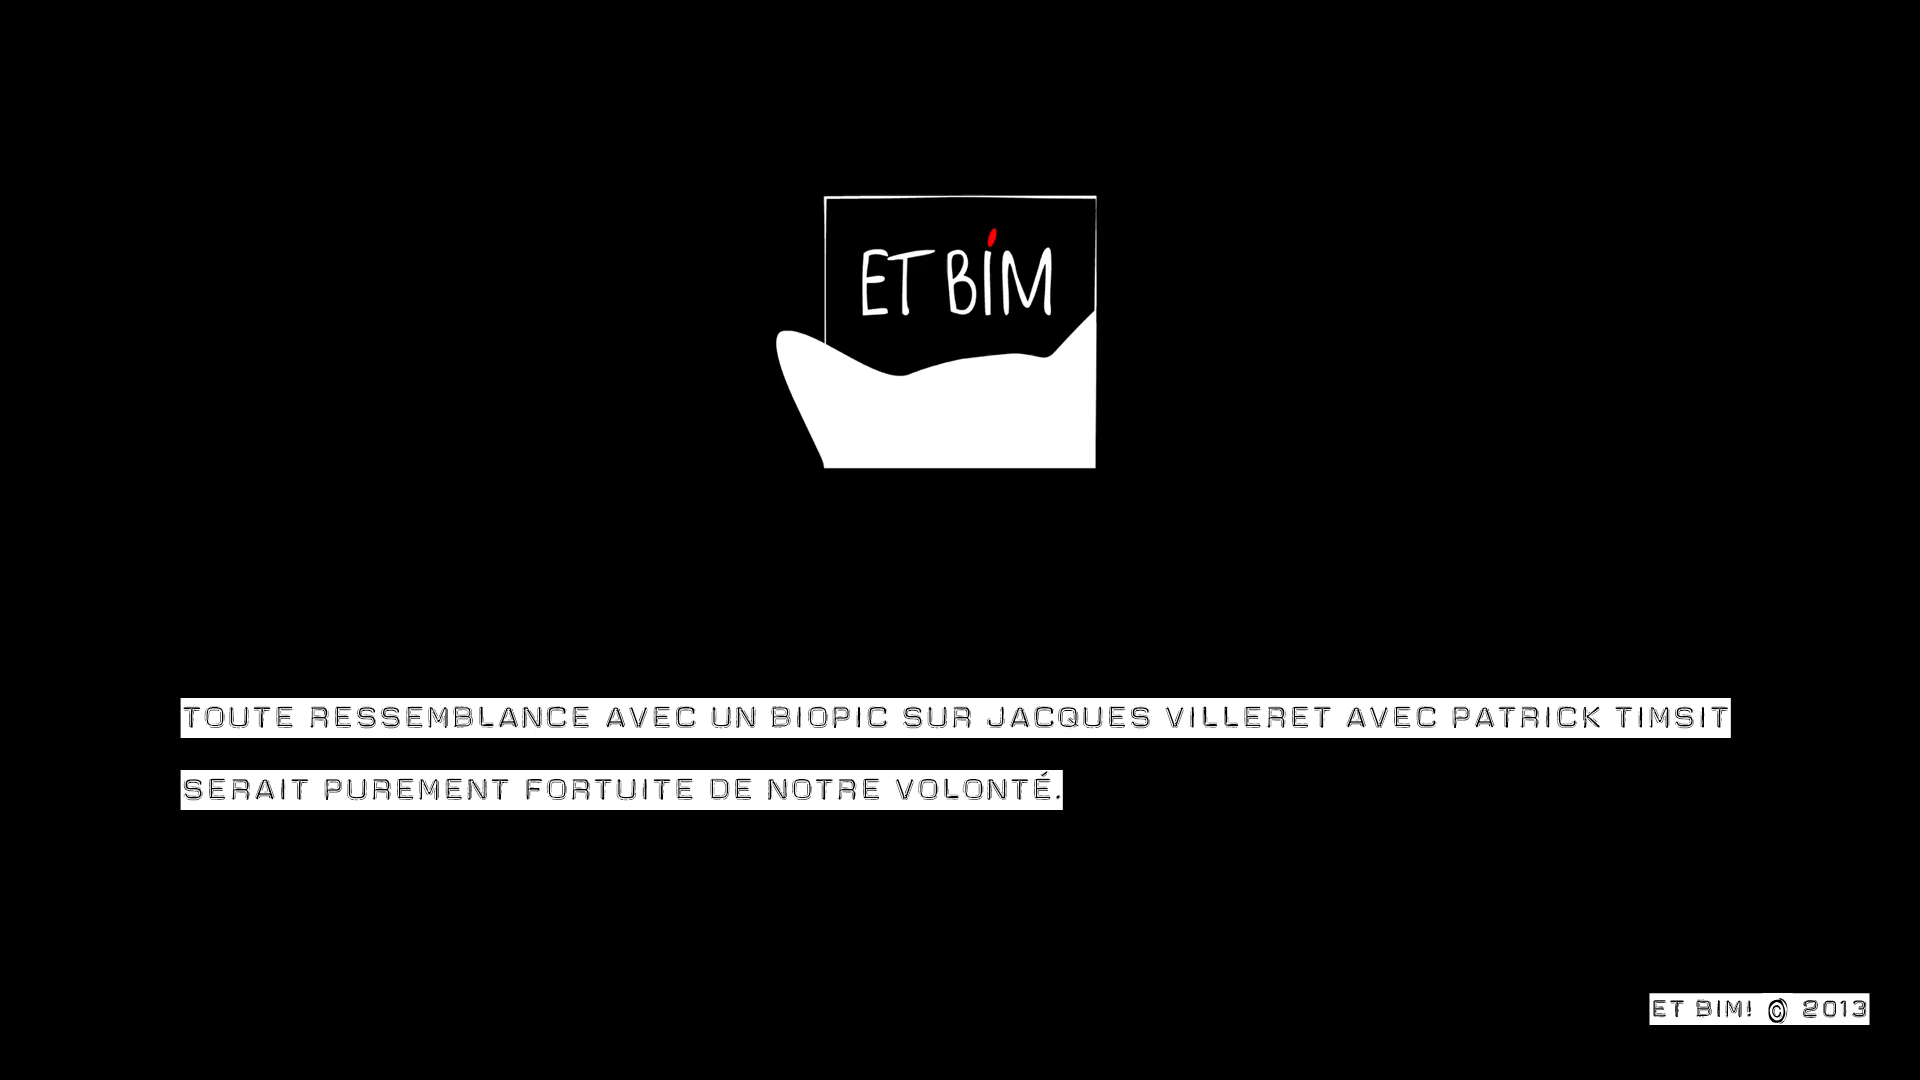 ET BIM
TOUTE RESSEMBLANCE AVEC UN BIOPIC SUR JACQUES VILLERET AVEC PATRICK TIMSIT
SERAIT PUREMENT FORTUITE DE NOTRE VOLONTÉ.
ET BIM! © 2013